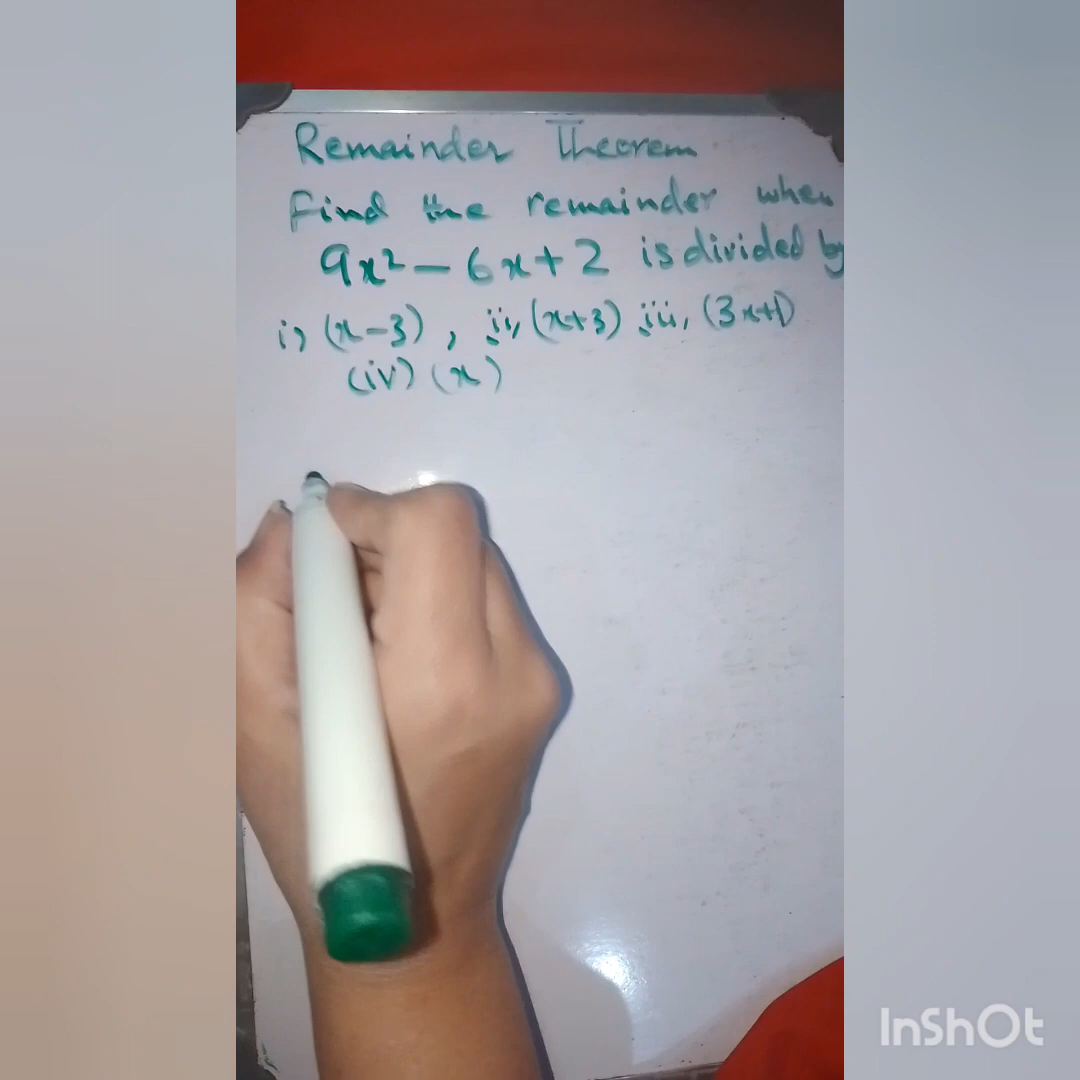 Remainder Theorem
Find the remainder when
9x² - 6x + 2 is divided by
i) (x-3), ii, (x+3) iii, (3x+1)
(iv) (x)
InShOt